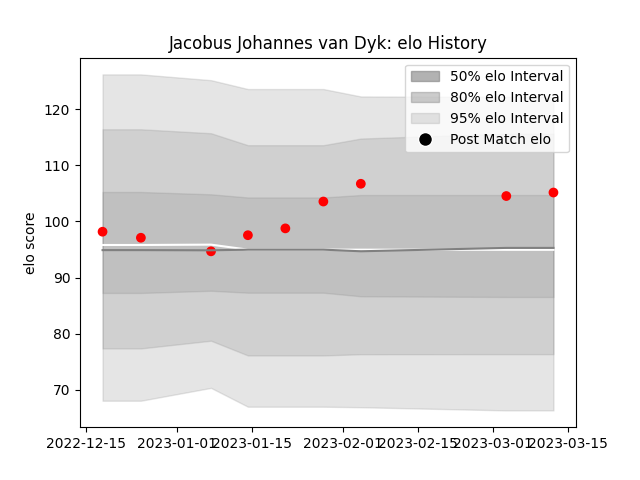 Jacobus Johannes van Dyk: elo History
50% elo Interval
80% elo Interval
95% elo Interval
Post Match elo
elo score
120
110
100
90
80
70
2022-12-15 2023-01-01 2023-01-15 2023-02-01 2023-02-15 2023-03-01 2023-03-15